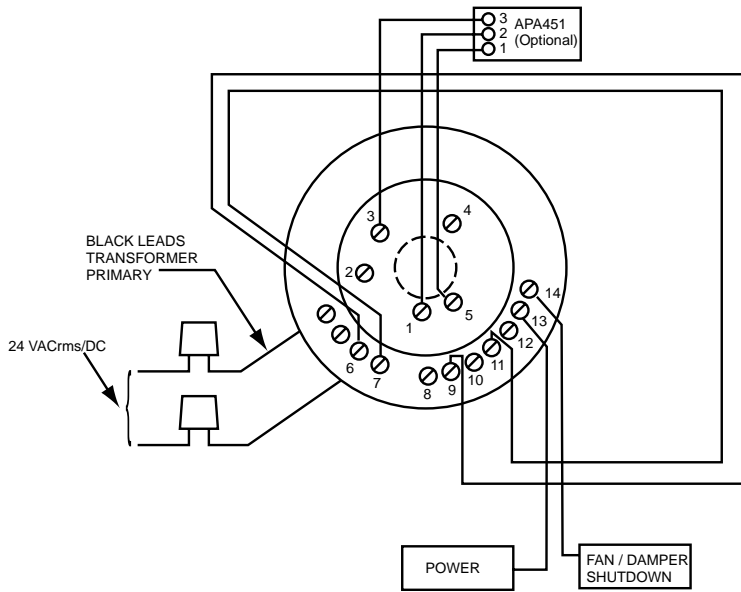 3 APA451
2 (Optional)
1
3
4
BLACK LEADS
TRANSFORMER
PRIMARY
2
14
5
1
13
24 VACrms/DC
12
6
11
7
10
9
8
POWER
FAN / DAMPER
SHUTDOWN